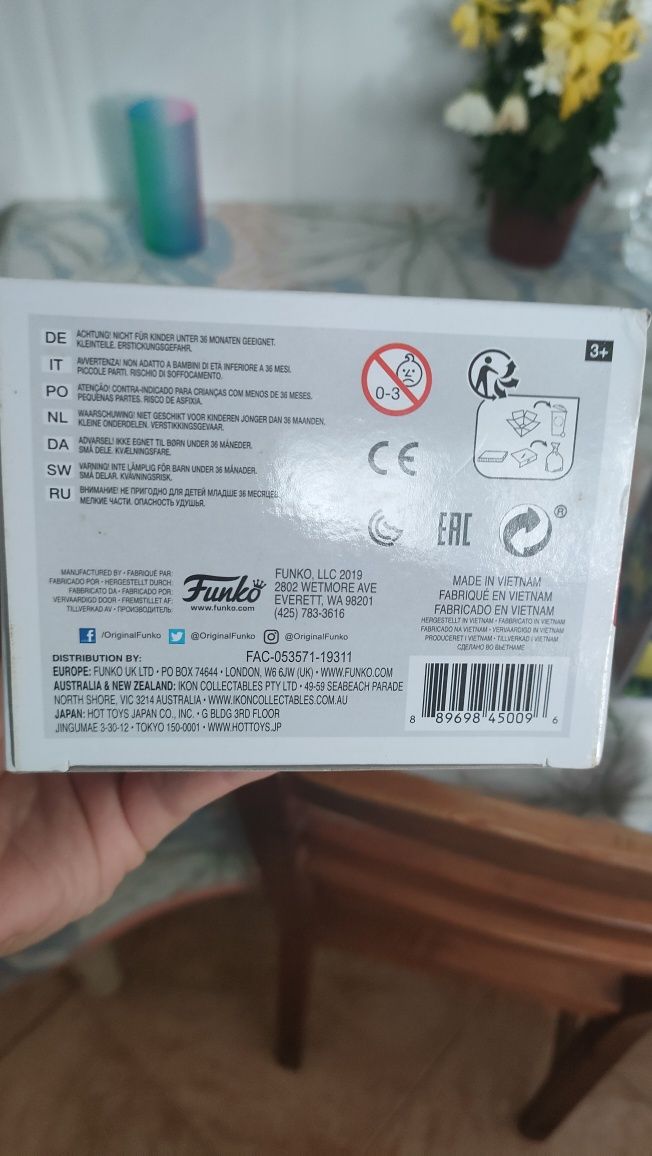 DE ACHTUNG! NICHT FÜR KINDER UNTER 36 MONATEN GEEIGNET.
KLEINTEILE. ERSTICKUNGSGEFAHR.
IT AVVERTENZA! NON ADATTO A BAMBINI DI ETÀ INFERIORE A 36 MESI.
PICCOLE PARTI. RISCHIO DI SOFFOCAMENTO.
PO ATENÇÃO! CONTRA-INDICADO PARA CRIANÇAS COM MENOS DE 36 MESES.
PEQUENAS PARTES. RISCO DE ASFIXIA.
NL WAARSCHUWING! NIET GESCHIKT VOOR KINDEREN JONGER DAN 36 MAANDEN.
KLEINE ONDERDELEN. VERSTIKKINGSGEVAAR.
DA ADVARSEL! IKKE EGNET TIL BØRN UNDER 36 MÅNEDER.
SMÅ DELE. KVÆLNINGSFARE.
SW VARNING! INTE LÄMPLIG FÖR BARN UNDER 36 MÅNADER.
SMÅ DELAR. KVÄVNINGSRISK.
RU ВНИМАНИЕ! НЕ ПРИГОДНО ДЛЯ ДЕТЕЙ МЛАДШЕ 36 МЕСЯЦЕВ
МЕЛКИЕ ЧАСТИ. ОПАСНОСТЬ УДУШЬЯ.
0-3
3+
CE
EAC
®
MANUFACTURED BY • FABRIQUÉ PAR:
FABRICADO POR • HERGESTELLT DURCH:
FABBRICATO DA • FABRICADO POR:
VERVAARDIGD DOOR • FREMSTILLET AF:
TILLVERKAD AV • ПРОИЗВОДИТЕЛЬ:
Funko
www.funko.com
FUNKO, LLC 2019
2802 WETMORE AVE
EVERETT, WA 98201
(425) 783-3616
MADE IN VIETNAM
FABRIQUÉ EN VIETNAM
FABRICADO EN VIETNAM
HERGESTELLT IN VIETNAM • FABBRICATO IN VIETNAM
FABRICADO NA VIETNAM • VERVAARDIGD IN VIETNAM
PRODUCERET I VIETNAM • TILLVERKAD I VIETNAM
СДЕЛАНО ВО ВЬЕТНАМЕ
f /OriginalFunko @OriginalFunko @OriginalFunko
FAC-053571-19311
DISTRIBUTION BY:
EUROPE: FUNKO UK LTD • PO BOX 74644 • LONDON, W6 6JW (UK) • WWW.FUNKO.COM
AUSTRALIA & NEW ZEALAND: IKON COLLECTABLES PTY LTD • 49-59 SEABEACH PARADE
NORTH SHORE, VIC 3214 AUSTRALIA • WWW.IKONCOLLECTABLES.COM.AU
JAPAN: HOT TOYS JAPAN CO., INC. • G BLDG 3RD FLOOR
JINGUMAE 3-30-12 • TOKYO 150-0001 • WWW.HOTTOYS.JP
8 89698 45009 6